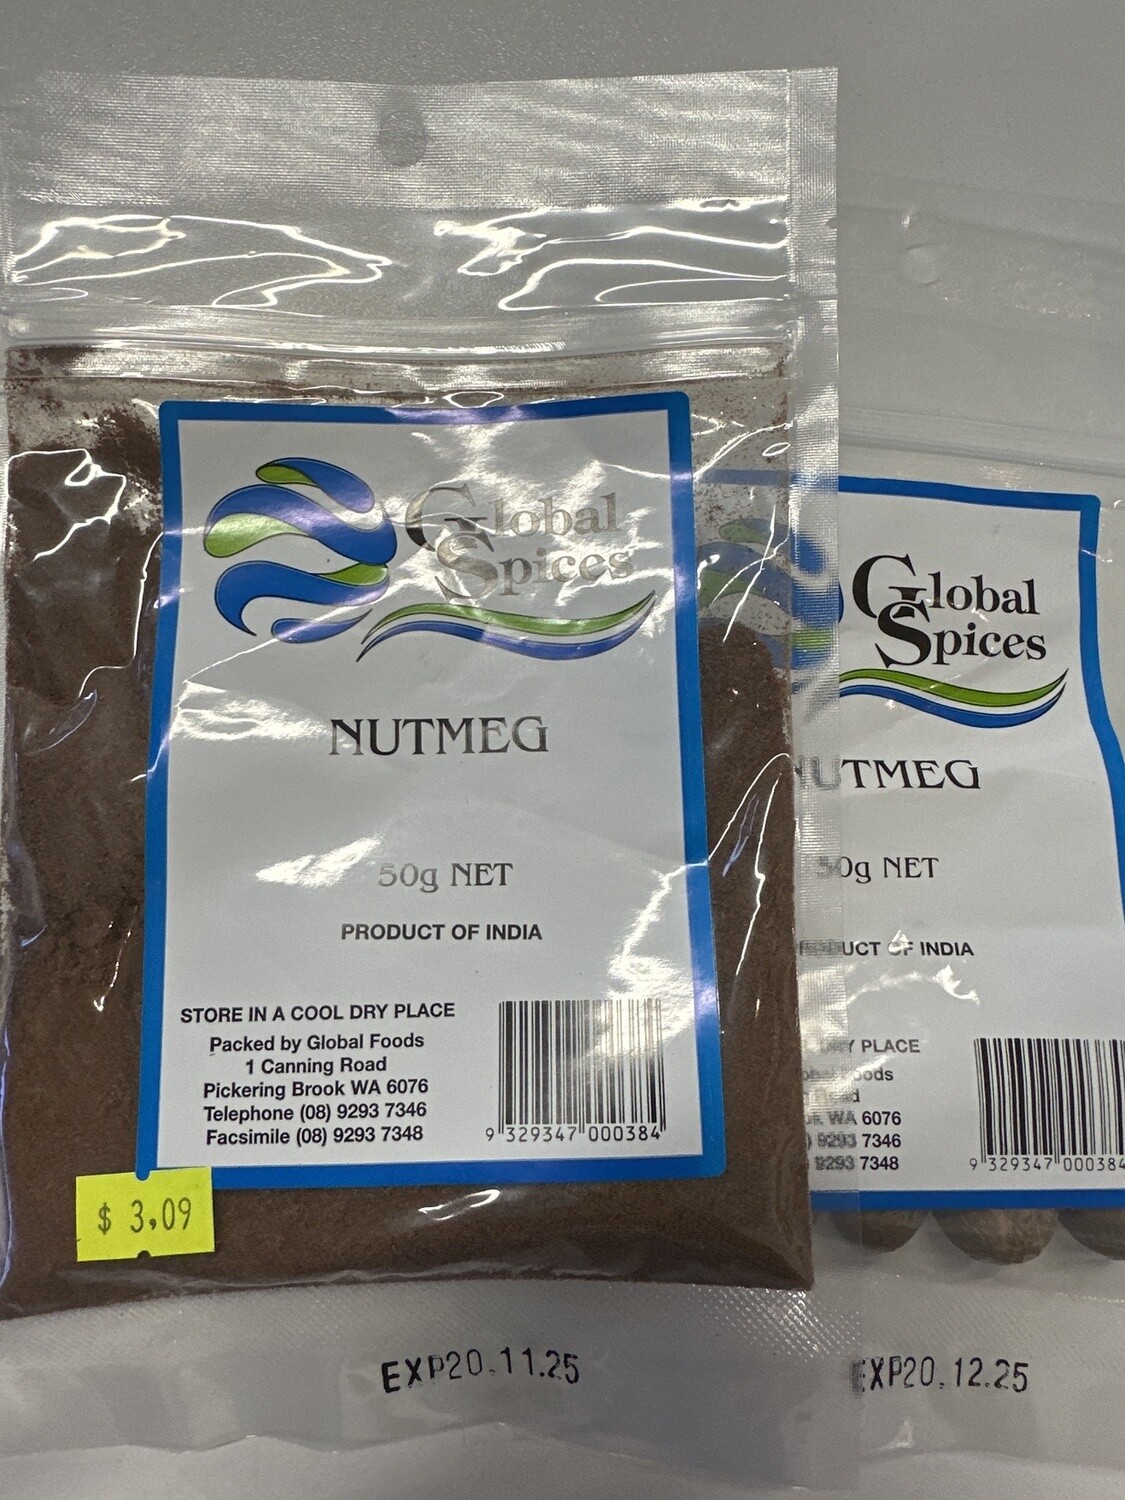 Global
Spices
NUTMEG
50g NET
PRODUCT OF INDIA
STORE IN A COOL DRY PLACE
Packed by Global Foods
1 Canning Road
Pickering Brook WA 6076
Telephone (08) 9293 7346
Facsimile (08) 9293 7348
9 329347 000384
$ 3.09
EXP20.11.25
Global
Spices
NUTMEG
50g NET
PRODUCT OF INDIA
DRY PLACE
Foods
WA 6076
9293 7346
9293 7348
9 329347 000384
EXP20.12.25